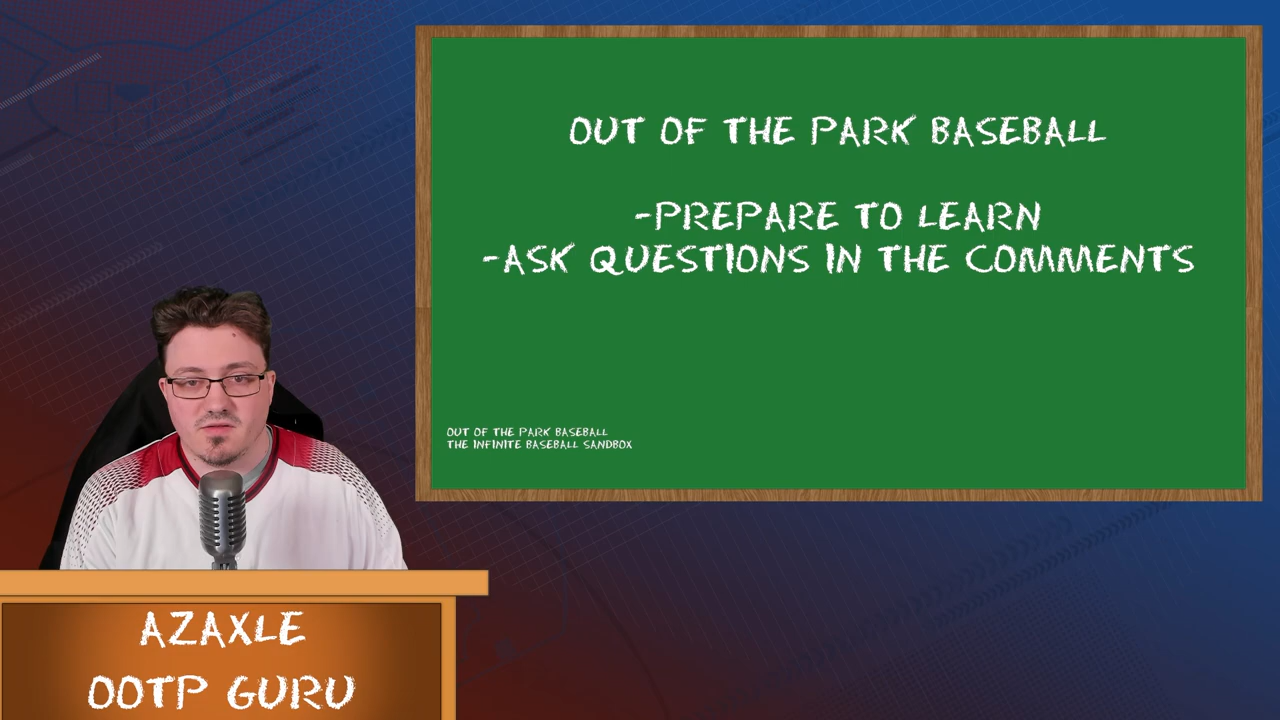 OUT OF THE PARK BASEBALL
-PREPARE TO LEARN
-ASK QUESTIONS IN THE COMMENTS
OUT OF THE PARK BASEBALL
THE INFINITE BASEBALL SANDBOX
AZAXLE
OOTP GURU